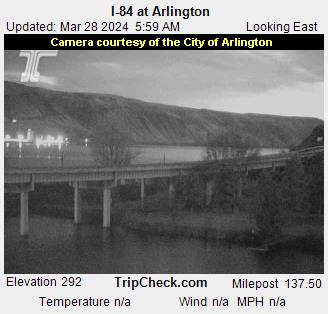 I-84 at Arlington
Updated: Mar 28 2024 5:59 AM Looking East
Camera courtesy of the City of Arlington
Elevation 292 TripCheck.com Milepost 137.50
Temperature n/a Wind n/a MPH n/a